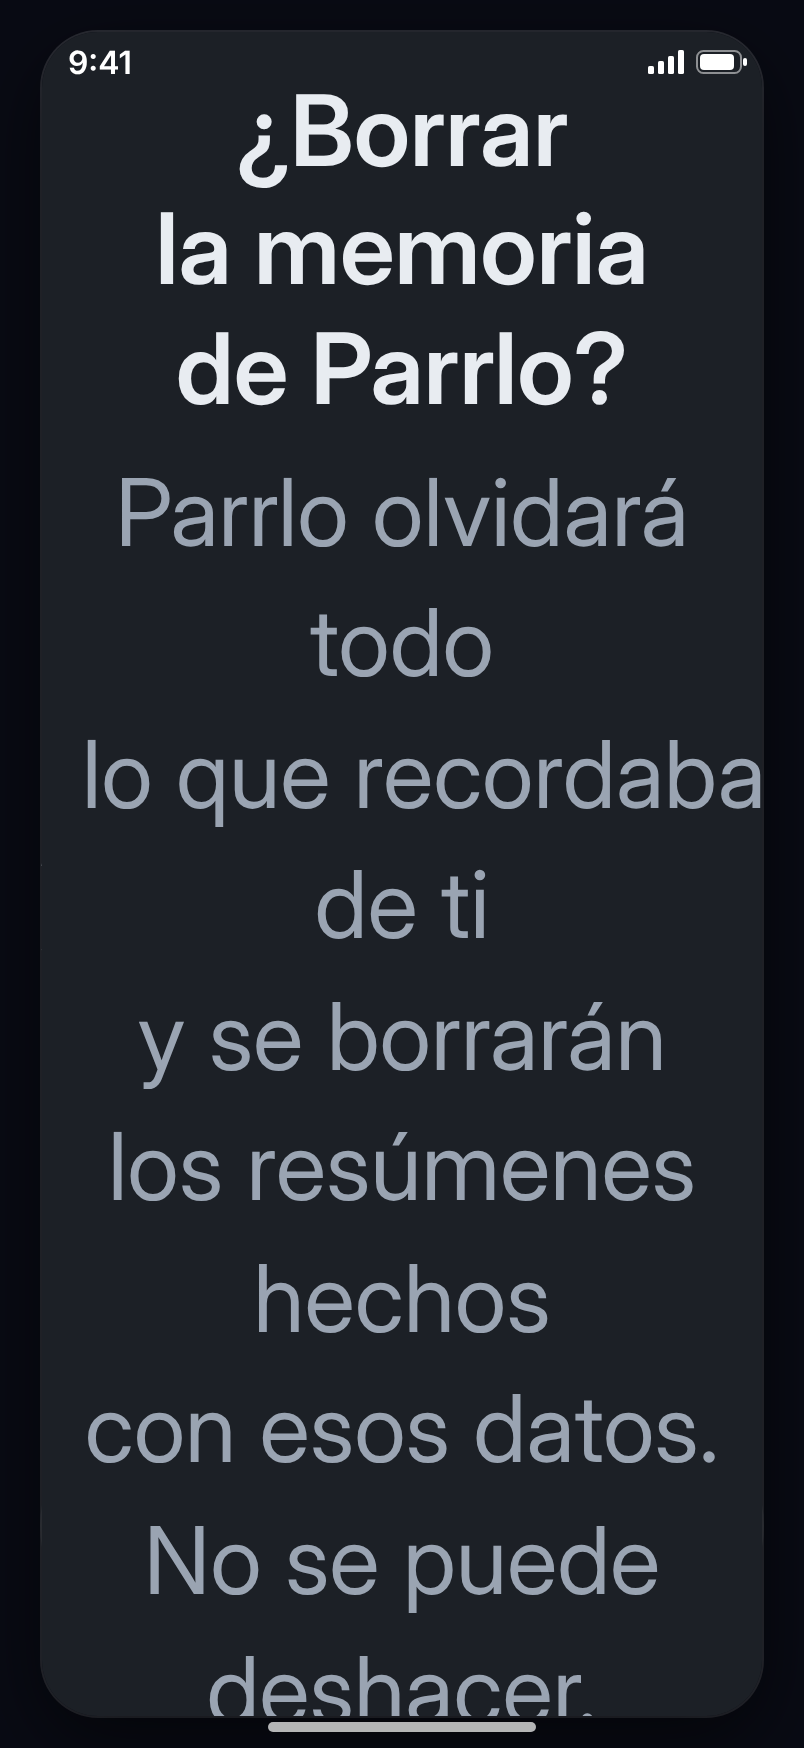 9:41
¿Borrar
la memoria
de Parrlo?
Parrlo olvidará
todo
lo que recordaba
de ti
y se borrarán
los resúmenes
hechos
con esos datos.
No se puede
deshacer.